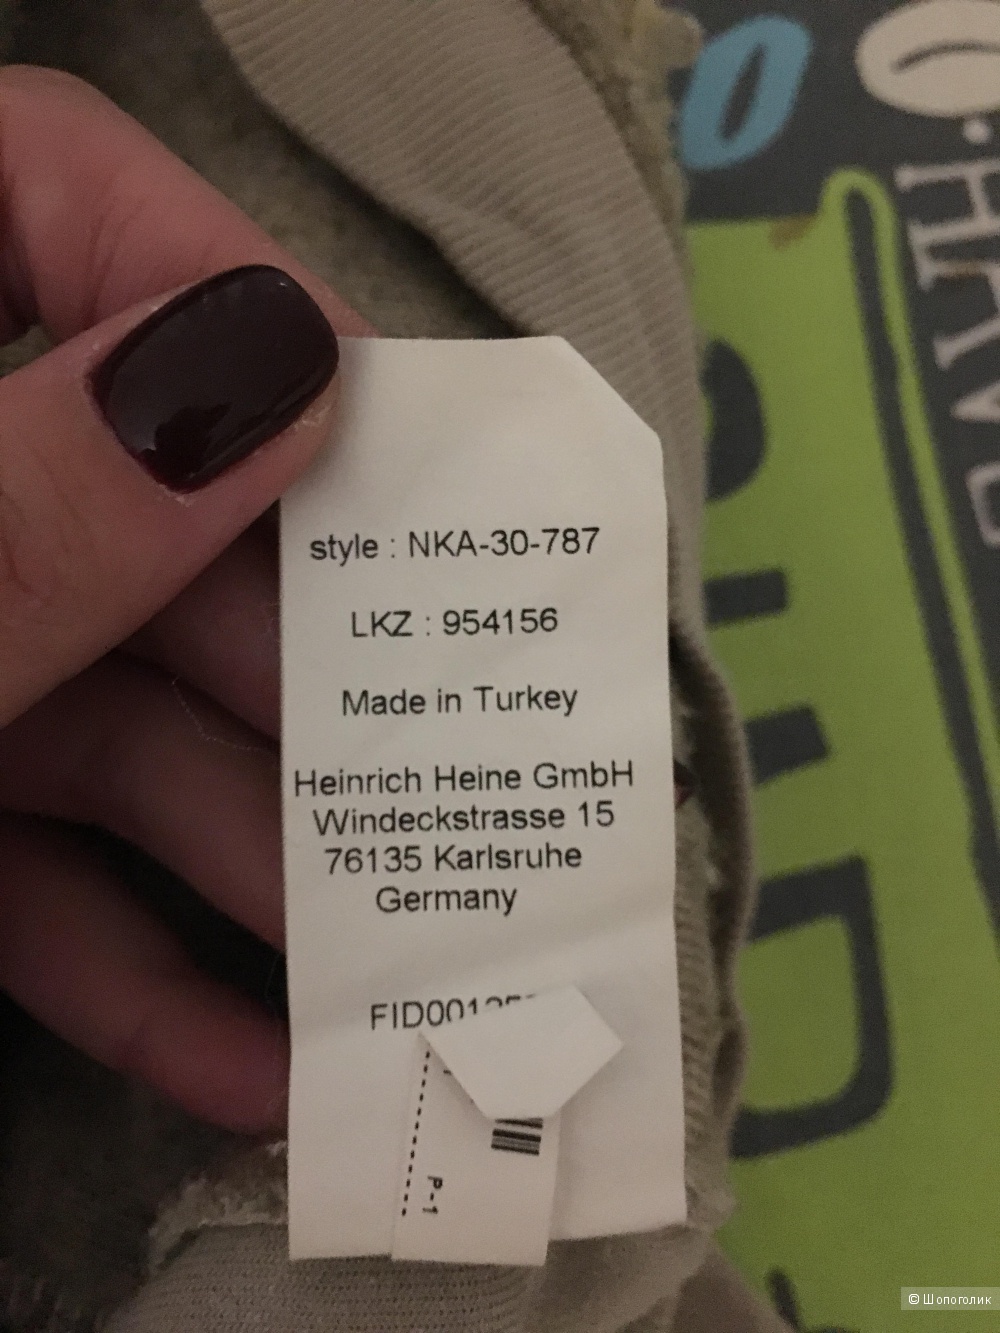 style : NKA-30-787
LKZ : 954156
Made in Turkey
Heinrich Heine GmbH
Windeckstrasse 15
76135 Karlsruhe
Germany
P-1
© Шопоголик